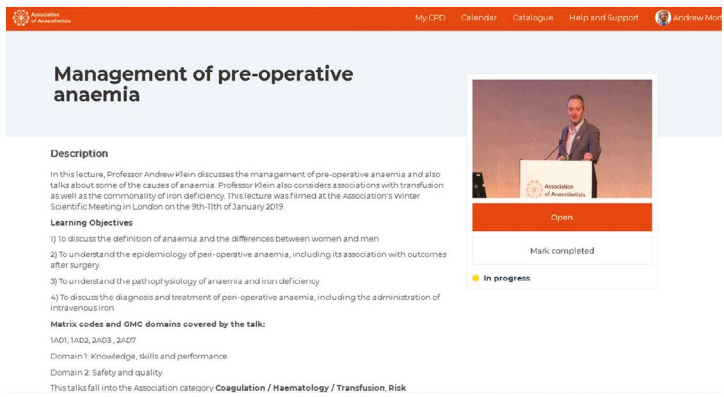 Association
of Anaesthetists
My CPD Calendar Catalogue Help and Support Andrew Mort
Management of pre-operative
anaemia
Association
of Anaesthetists
Open
Mark completed
In progress
Description
In this lecture, Professor Andrew Klein discusses the management of pre-operative anaemia and also
talks about some of the causes of anaemia. Professor Klein also considers associations with transfusion
as well as the commonality of iron deficiency. This lecture was filmed at the Association's Winter
Scientific Meeting in London on the 9th-11th of January 2019.
Learning Objectives
1) To discuss the definition of anaemia and the differences between women and men
2) To understand the epidemiology of peri-operative anaemia, including its association with outcomes
after surgery
3) To understand the pathophysiology of anaemia and iron deficiency
4) To discuss the diagnosis and treatment of peri-operative anaemia, including the administration of
intravenous iron
Matrix codes and GMC domains covered by the talk:
1A01, 1A02, 2A03 , 2A07
Domain 1: Knowledge, skills and performance
Domain 2: Safety and quality
This talks fall into the Association category Coagulation / Haematology / Transfusion, Risk